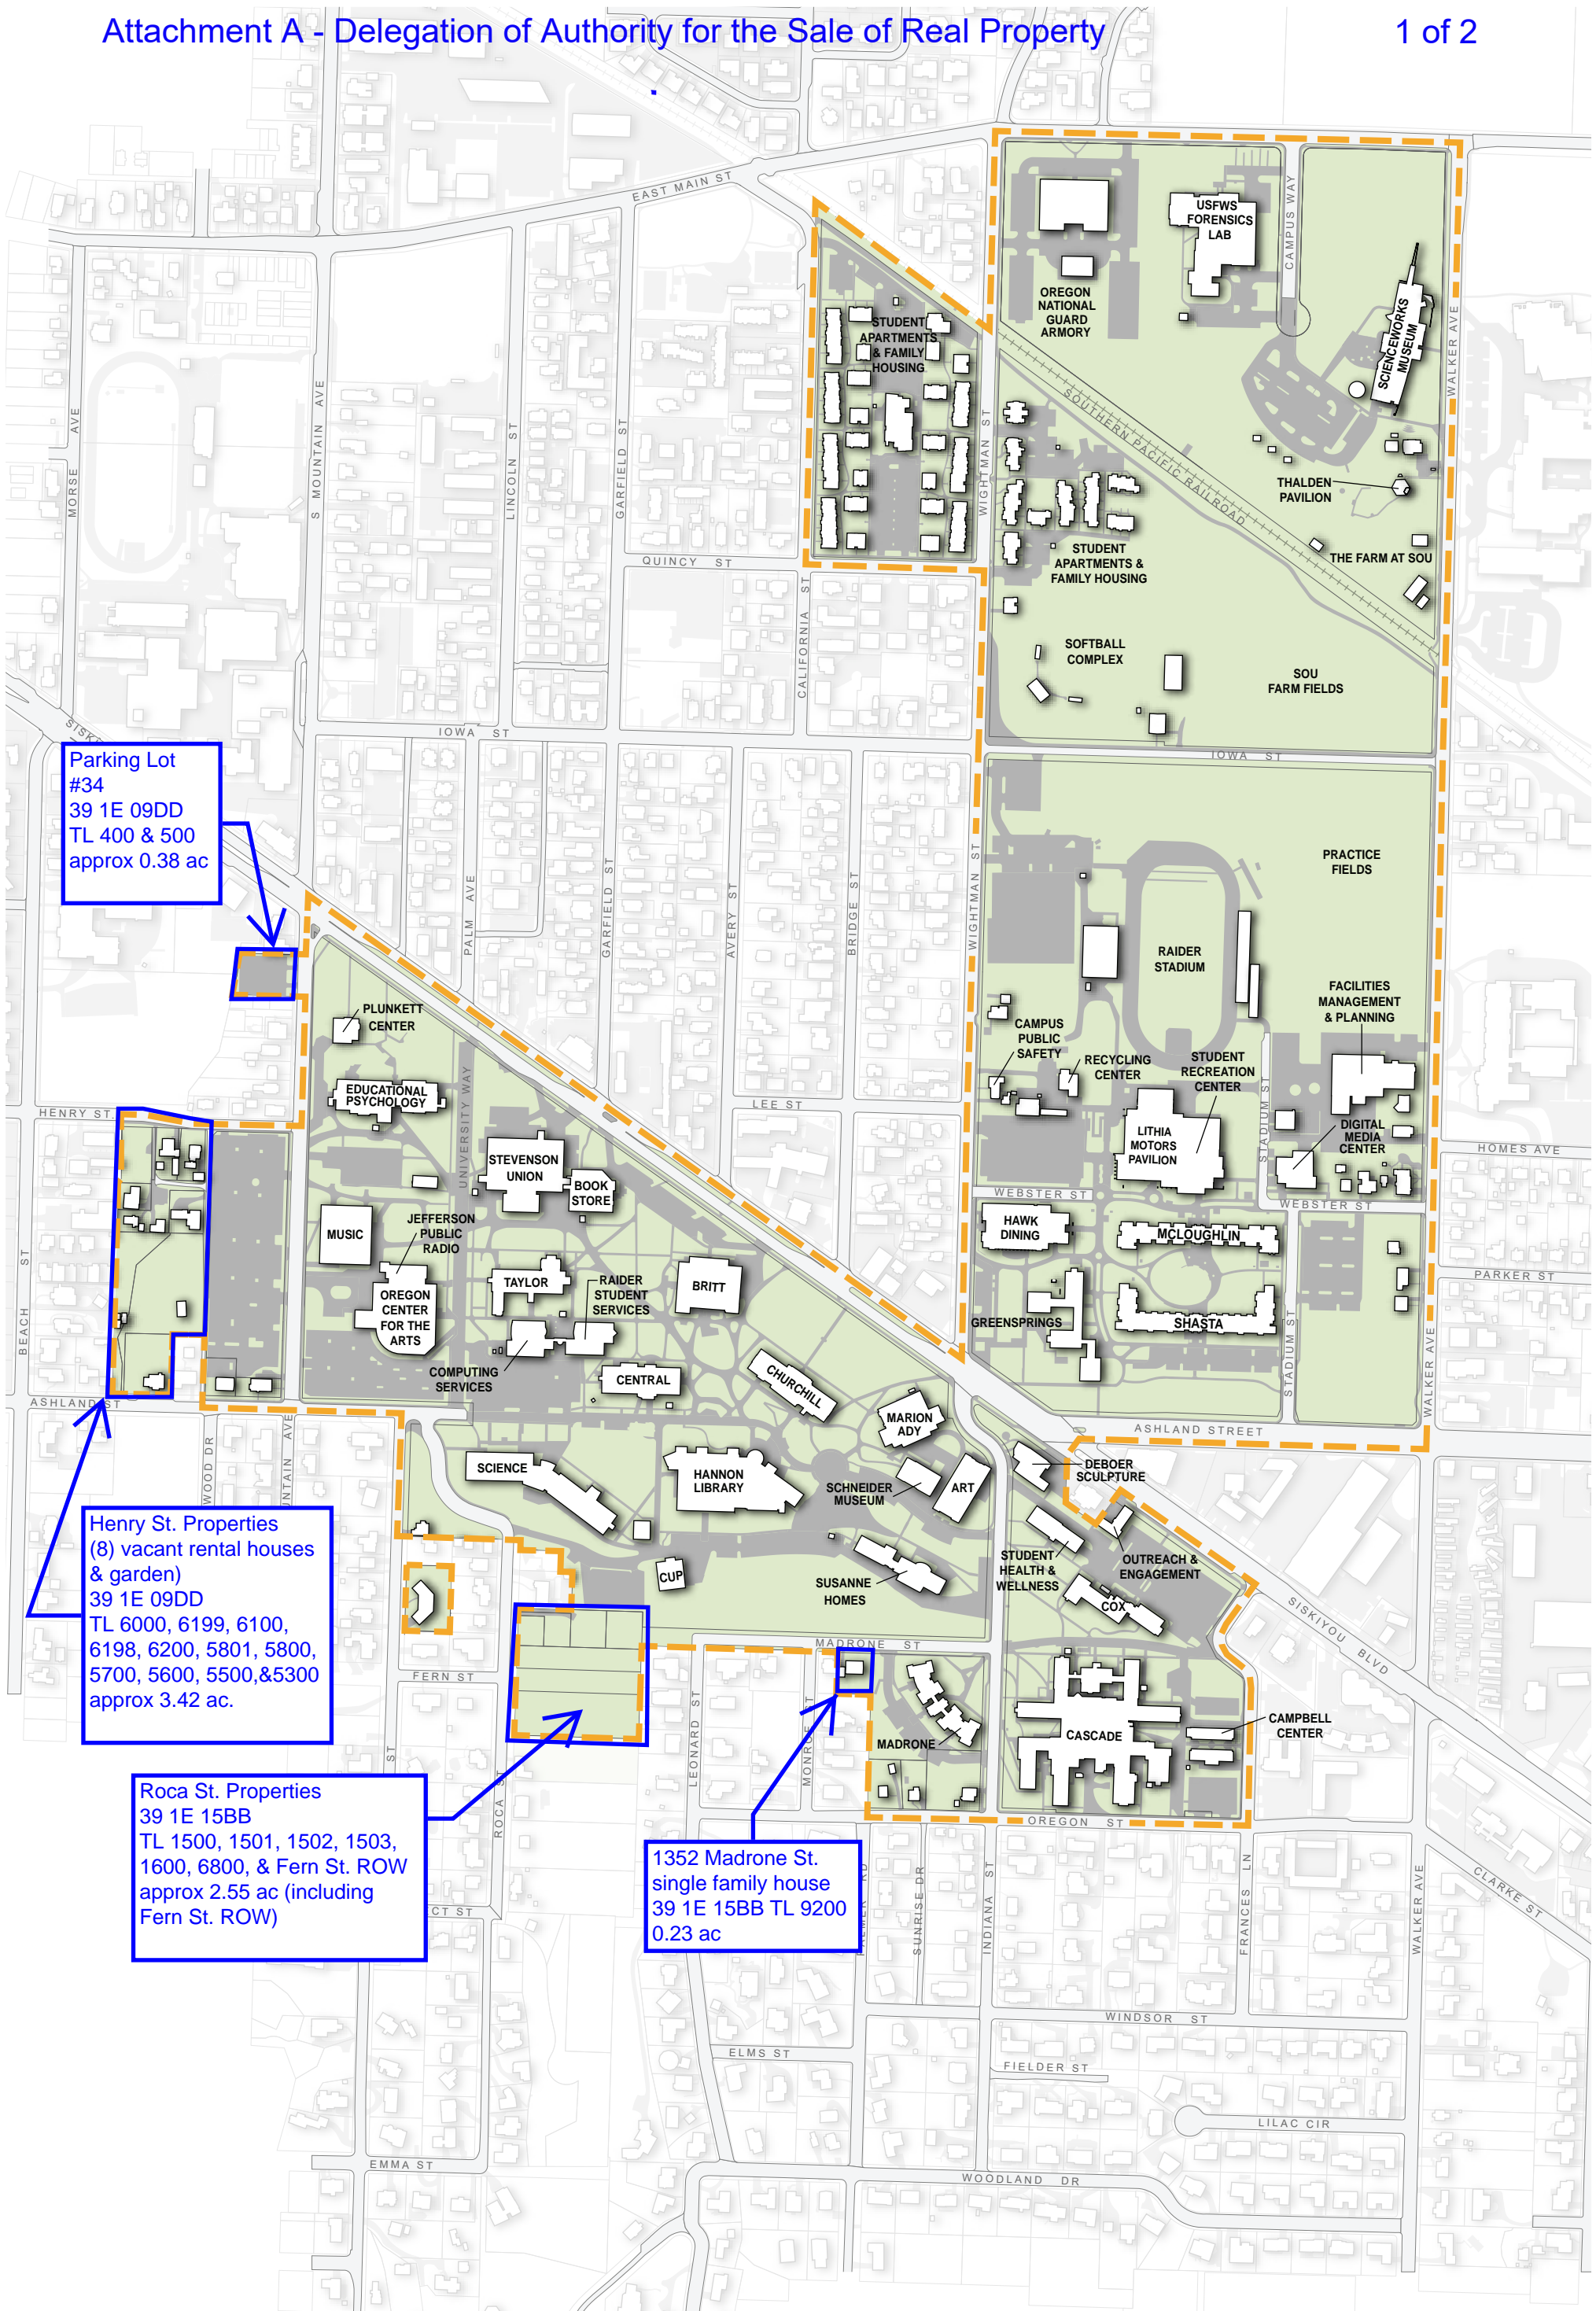 Attachment A - Delegation of Authority for the Sale of Real Property
1 of 2
EAST MAIN ST
CAMPUS WAY
USFWS
FORENSICS
LAB
OREGON
NATIONAL
GUARD
ARMORY
SCIENCEWORKS
MUSEUM
WALKER AVE
STUDENT
APARTMENTS
& FAMILY
HOUSING
MORSE AVE
S MOUNTAIN AVE
LINCOLN ST
GARFIELD ST
WIGHTMAN ST
SOUTHERN PACIFIC RAILROAD
THALDEN
PAVILION
THE FARM AT SOU
STUDENT
APARTMENTS &
FAMILY HOUSING
QUINCY ST
CALIFORNIA ST
SOFTBALL
COMPLEX
SOU
FARM FIELDS
IOWA ST
IOWA ST
Parking Lot
#34
39 1E 09DD
TL 400 & 500
approx 0.38 ac
PALM AVE
GARFIELD ST
AVERY ST
BRIDGE ST
WIGHTMAN ST
PRACTICE
FIELDS
RAIDER
STADIUM
FACILITIES
MANAGEMENT
& PLANNING
PLUNKETT
CENTER
CAMPUS
PUBLIC
SAFETY
RECYCLING
CENTER
STUDENT
RECREATION
CENTER
STADIUM ST
EDUCATIONAL
PSYCHOLOGY
UNIVERSITY WAY
HENRY ST
LEE ST
LITHIA
MOTORS
PAVILION
DIGITAL
MEDIA
CENTER
HOMES AVE
STEVENSON
UNION
BOOK
STORE
WEBSTER ST
WEBSTER ST
HAWK
DINING
MCLOUGHLIN
MUSIC
JEFFERSON
PUBLIC
RADIO
OREGON
CENTER
FOR THE
ARTS
TAYLOR
RAIDER
STUDENT
SERVICES
BRITT
PARKER ST
BEACH ST
GREENSPRINGS
SHASTA
STADIUM ST
WALKER AVE
COMPUTING
SERVICES
CENTRAL
CHURCHILL
ASHLAND ST
MARION
ADY
ASHLAND STREET
SCIENCE
HANNON
LIBRARY
SCHNEIDER
MUSEUM
ART
DEBOER
SCULPTURE
Henry St. Properties
(8) vacant rental houses
& garden)
39 1E 09DD
TL 6000, 6199, 6100,
6198, 6200, 5801, 5800,
5700, 5600, 5500,&5300
approx 3.42 ac.
CUP
SUSANNE
HOMES
STUDENT
HEALTH &
WELLNESS
OUTREACH &
ENGAGEMENT
COX
SISKIYOU BLVD
MADRONE ST
FERN ST
LEONARD ST
MADRONE
CASCADE
CAMPBELL
CENTER
ROCA ST
OREGON ST
Roca St. Properties
39 1E 15BB
TL 1500, 1501, 1502, 1503,
1600, 6800, & Fern St. ROW
approx 2.55 ac (including
Fern St. ROW)
1352 Madrone St.
single family house
39 1E 15BB TL 9200
0.23 ac
SUNRISE DR
INDIANA ST
FRANCES LN
WALKER AVE
CLARKE ST
WINDSOR ST
ELMS ST
FIELDER ST
LILAC CIR
EMMA ST
WOODLAND DR